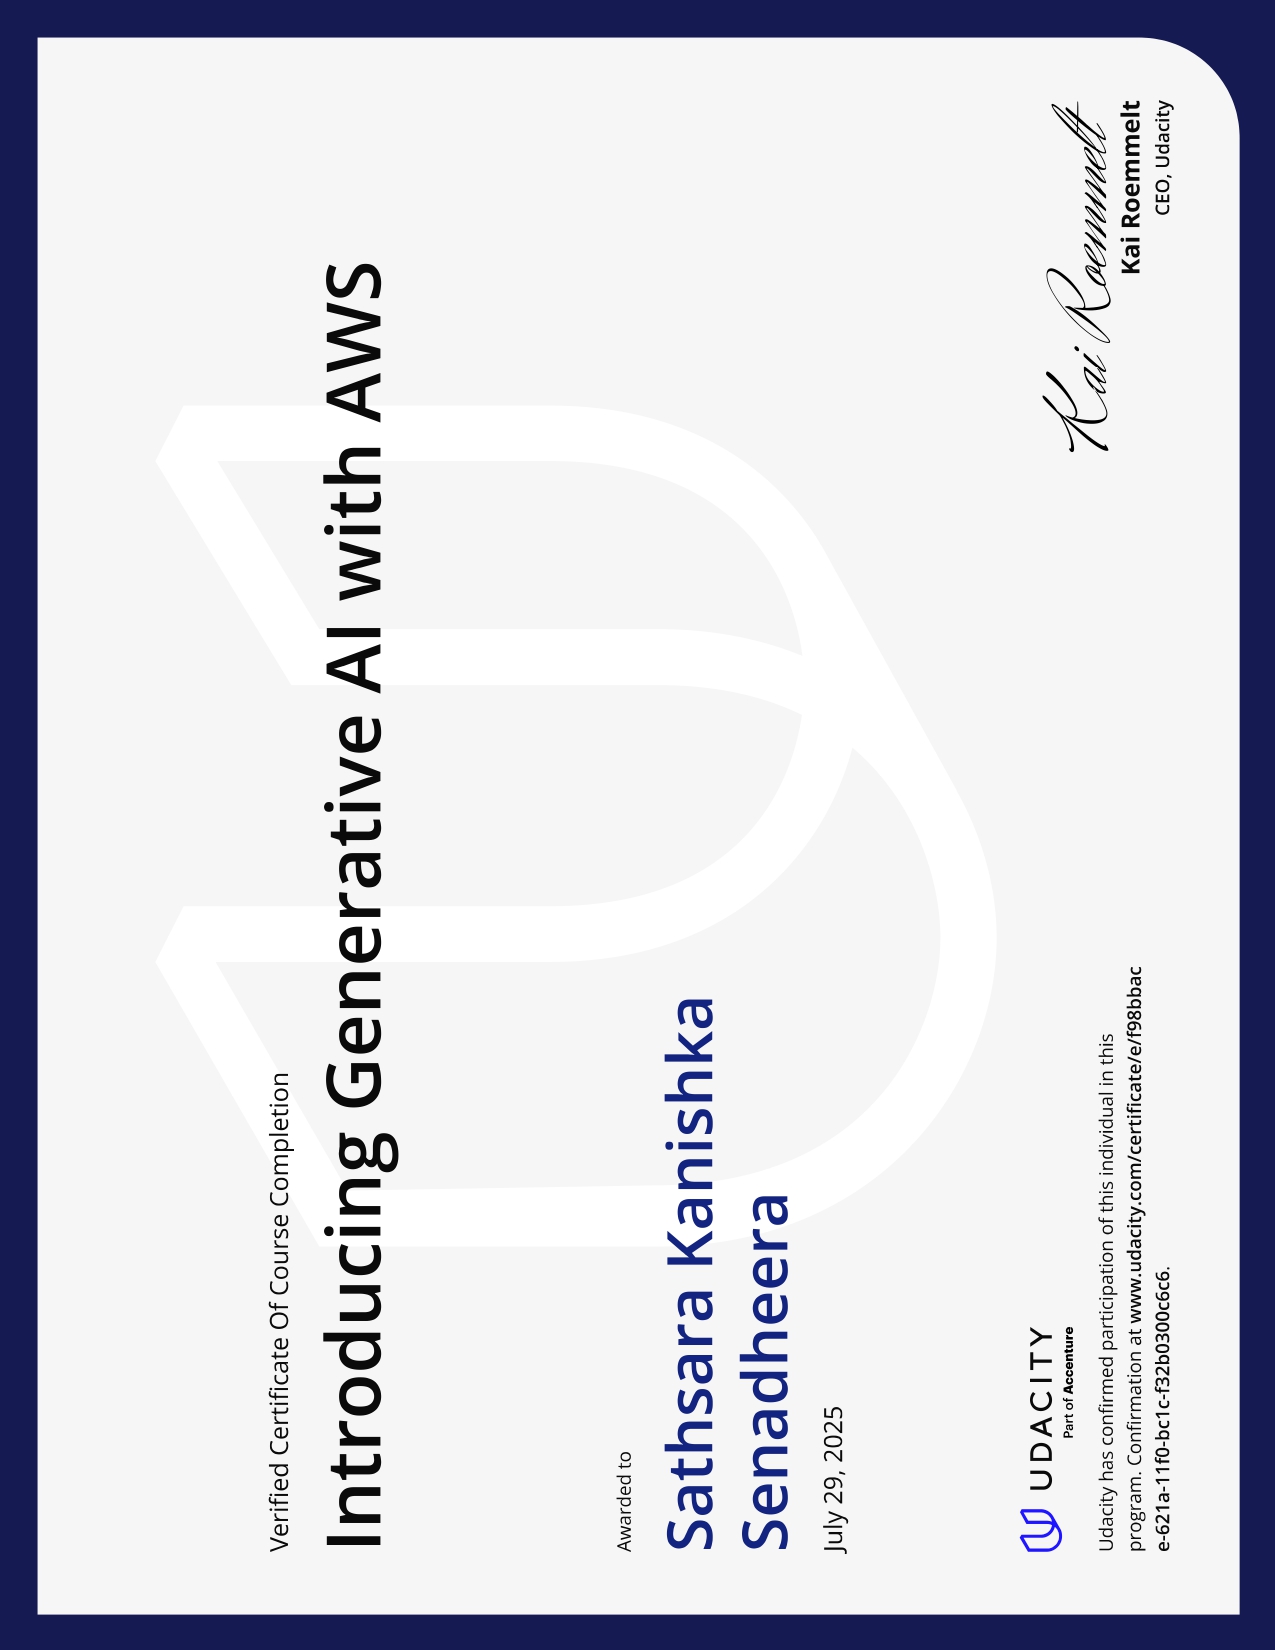 Verified Certificate Of Course Completion
Introducing Generative AI with AWS
Awarded to
Sathsara Kanishka
Senadheera
July 29, 2025
UDACITY
Part of Accenture
Udacity has confirmed participation of this individual in this
program. Confirmation at www.udacity.com/certificate/e/f98bbac
e-621a-11f0-bc1c-f32b0300c6c6.
Kai Roemmelt
Kai Roemmelt
CEO, Udacity